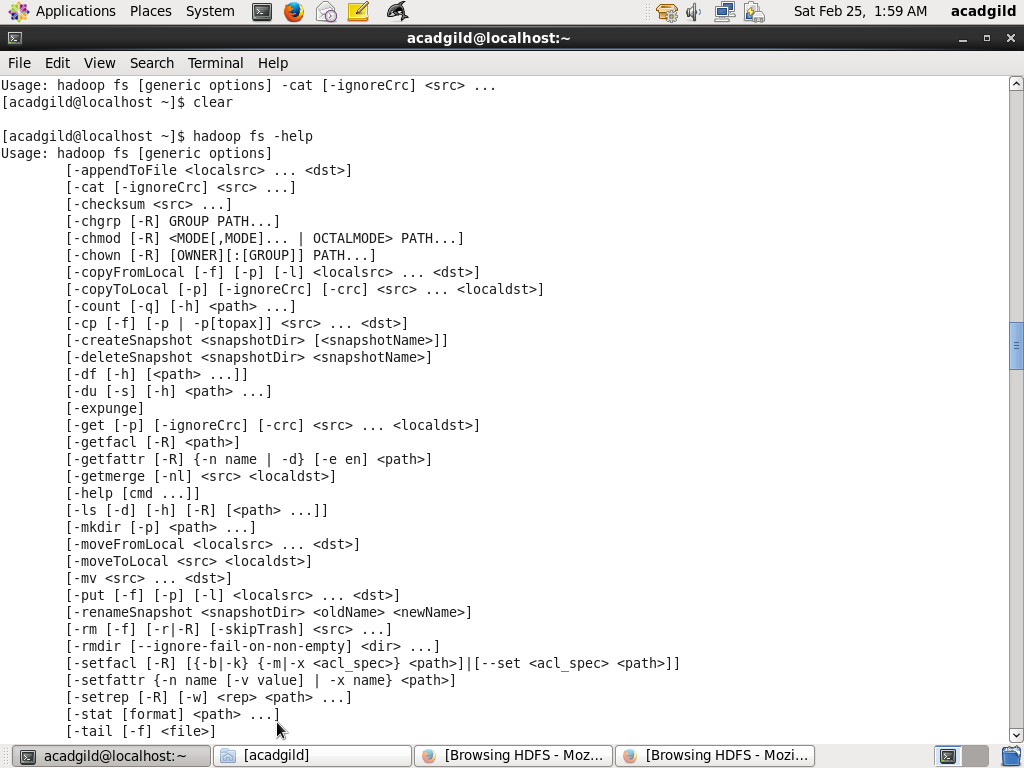 Applications Places System Sat Feb 25, 1:59 AM acadgild
acadgild@localhost:~
File Edit View Search Terminal Help
Usage: hadoop fs [generic options] -cat [-ignoreCrc] <src> ...
[acadgild@localhost ~]$ clear
[acadgild@localhost ~]$ hadoop fs -help
Usage: hadoop fs [generic options]
[-appendToFile <localsrc> ... <dst>]
[-cat [-ignoreCrc] <src> ...]
[-checksum <src> ...]
[-chgrp [-R] GROUP PATH...]
[-chmod [-R] <MODE[,MODE]... | OCTALMODE> PATH...]
[-chown [-R] [OWNER][:[GROUP]] PATH...]
[-copyFromLocal [-f] [-p] [-l] <localsrc> ... <dst>]
[-copyToLocal [-p] [-ignoreCrc] [-crc] <src> ... <localdst>]
[-count [-q] [-h] <path> ...]
[-cp [-f] [-p | -p[topax]] <src> ... <dst>]
[-createSnapshot <snapshotDir> [<snapshotName>]]
[-deleteSnapshot <snapshotDir> <snapshotName>]
[-df [-h] [<path> ...]]
[-du [-s] [-h] <path> ...]
[-expunge]
[-get [-p] [-ignoreCrc] [-crc] <src> ... <localdst>]
[-getfacl [-R] <path>]
[-getfattr [-R] {-n name | -d} [-e en] <path>]
[-getmerge [-nl] <src> <localdst>]
[-help [cmd ...]]
[-ls [-d] [-h] [-R] [<path> ...]]
[-mkdir [-p] <path> ...]
[-moveFromLocal <localsrc> ... <dst>]
[-moveToLocal <src> <localdst>]
[-mv <src> ... <dst>]
[-put [-f] [-p] [-l] <localsrc> ... <dst>]
[-renameSnapshot <snapshotDir> <oldName> <newName>]
[-rm [-f] [-r|-R] [-skipTrash] <src> ...]
[-rmdir [--ignore-fail-on-non-empty] <dir> ...]
[-setfacl [-R] [{-b|-k} {-m|-x <acl_spec>} <path>]|[--set <acl_spec> <path>]]
[-setfattr {-n name [-v value] | -x name} <path>]
[-setrep [-R] [-w] <rep> <path> ...]
[-stat [format] <path> ...]
[-tail [-f] <file>]
acadgild@localhost:~ [acadgild] [Browsing HDFS - Moz... [Browsing HDFS - Mozi...